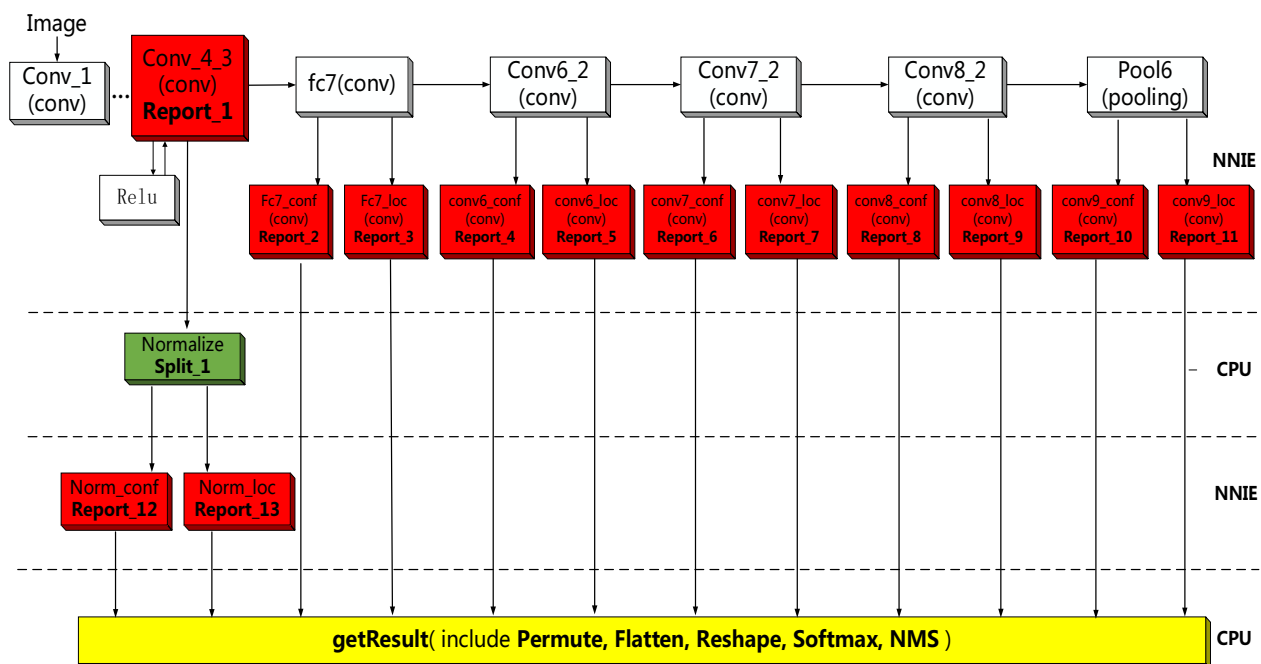 Image
Conv_1
(conv)
...
Conv_4_3
(conv)
Report_1
fc7(conv)
Conv6_2
(conv)
Conv7_2
(conv)
Conv8_2
(conv)
Pool6
(pooling)
NNIE
Relu
Fc7_conf
(conv)
Report_2
Fc7_loc
(conv)
Report_3
conv6_conf
(conv)
Report_4
conv6_loc
(conv)
Report_5
conv7_conf
(conv)
Report_6
conv7_loc
(conv)
Report_7
conv8_conf
(conv)
Report_8
conv8_loc
(conv)
Report_9
conv9_conf
(conv)
Report_10
conv9_loc
(conv)
Report_11
Normalize
Split_1
CPU
Norm_conf
Report_12
Norm_loc
Report_13
NNIE
getResult( include Permute, Flatten, Reshape, Softmax, NMS )
CPU